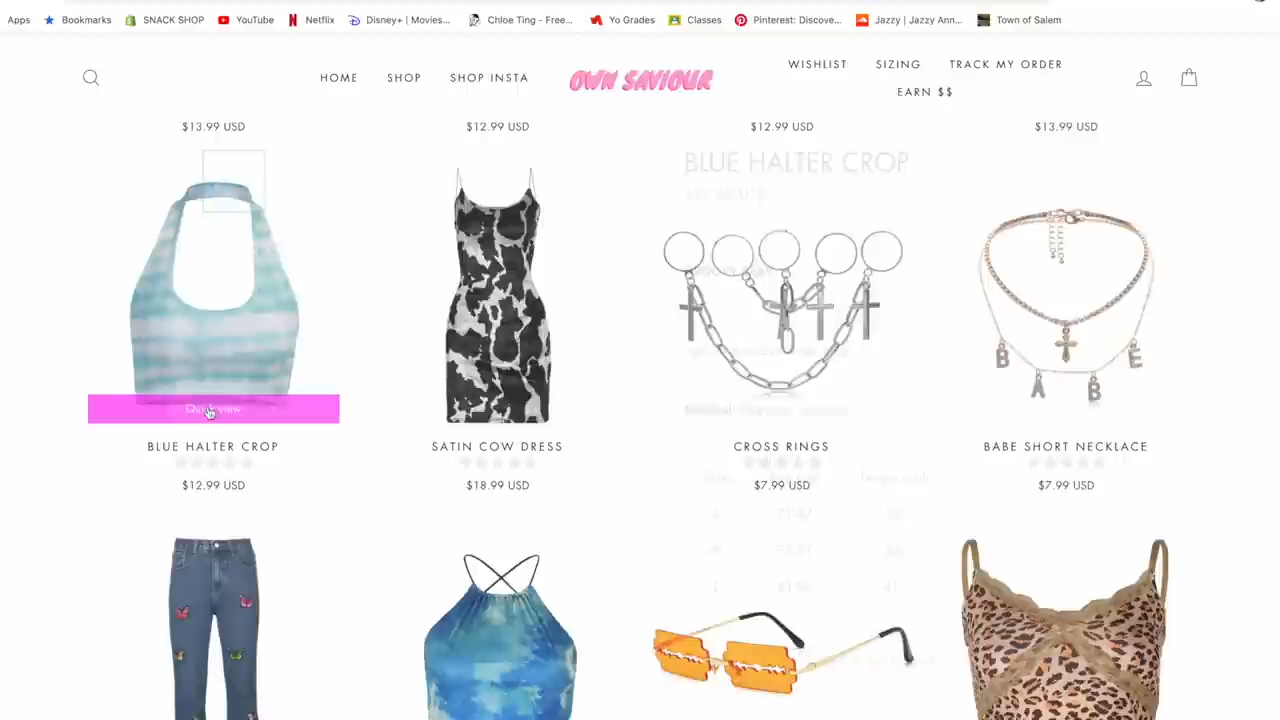 Apps Bookmarks SNACK SHOP YouTube Netflix Disney+ | Movies... Chloe Ting - Free... Yo Grades Classes Pinterest: Discove... Jazzy | Jazzy Ann... Town of Salem
WISHLIST SIZING TRACK MY ORDER
HOME SHOP SHOP INSTA OWN SAVIOUR
EARN $$
$13.99 USD $12.99 USD $12.99 USD $13.99 USD
BLUE HALTER CROP
B A B E
Quick view
BLUE HALTER CROP SATIN COW DRESS CROSS RINGS BABE SHORT NECKLACE
$12.99 USD $18.99 USD $7.99 USD $7.99 USD